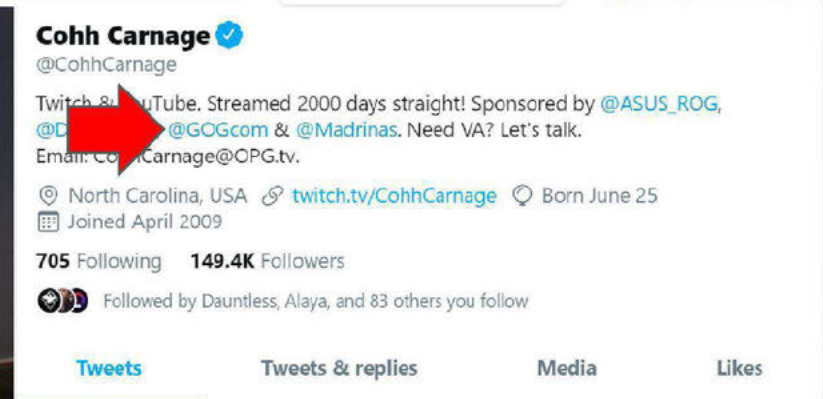 Cohh Carnage
@CohhCarnage
Twitch & Tube. Streamed 2000 days straight! Sponsored by @ASUS_ROG,
@GOGcom & @Madrinas. Need VA? Let's talk.
Email: Carnage@OPG.tv.
North Carolina, USA twitch.tv/CohhCarnage Born June 25
Joined April 2009
705 Following 149.4K Followers
Followed by Dauntless, Alaya, and 83 others you follow
Tweets Tweets & replies Media Likes